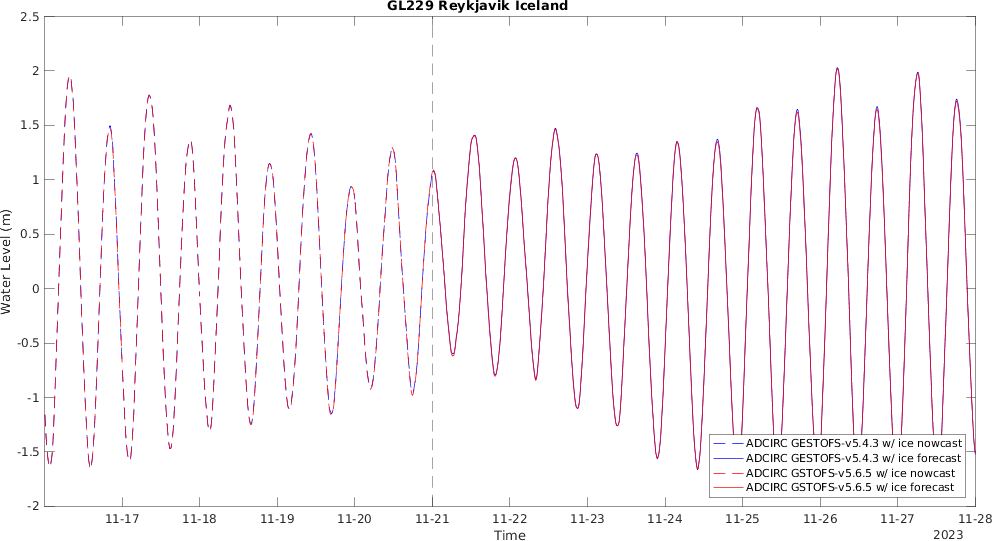 GL229 Reykjavik Iceland
2.5
2
1.5
1
0.5
0
-0.5
-1
-1.5
-2
Water Level (m)
ADCIRC GESTOFS-v5.4.3 w/ ice nowcast
ADCIRC GESTOFS-v5.4.3 w/ ice forecast
ADCIRC GSTOFS-v5.6.5 w/ ice nowcast
ADCIRC GSTOFS-v5.6.5 w/ ice forecast
11-17 11-18 11-19 11-20 11-21 11-22 11-23 11-24 11-25 11-26 11-27 11-28
Time
2023